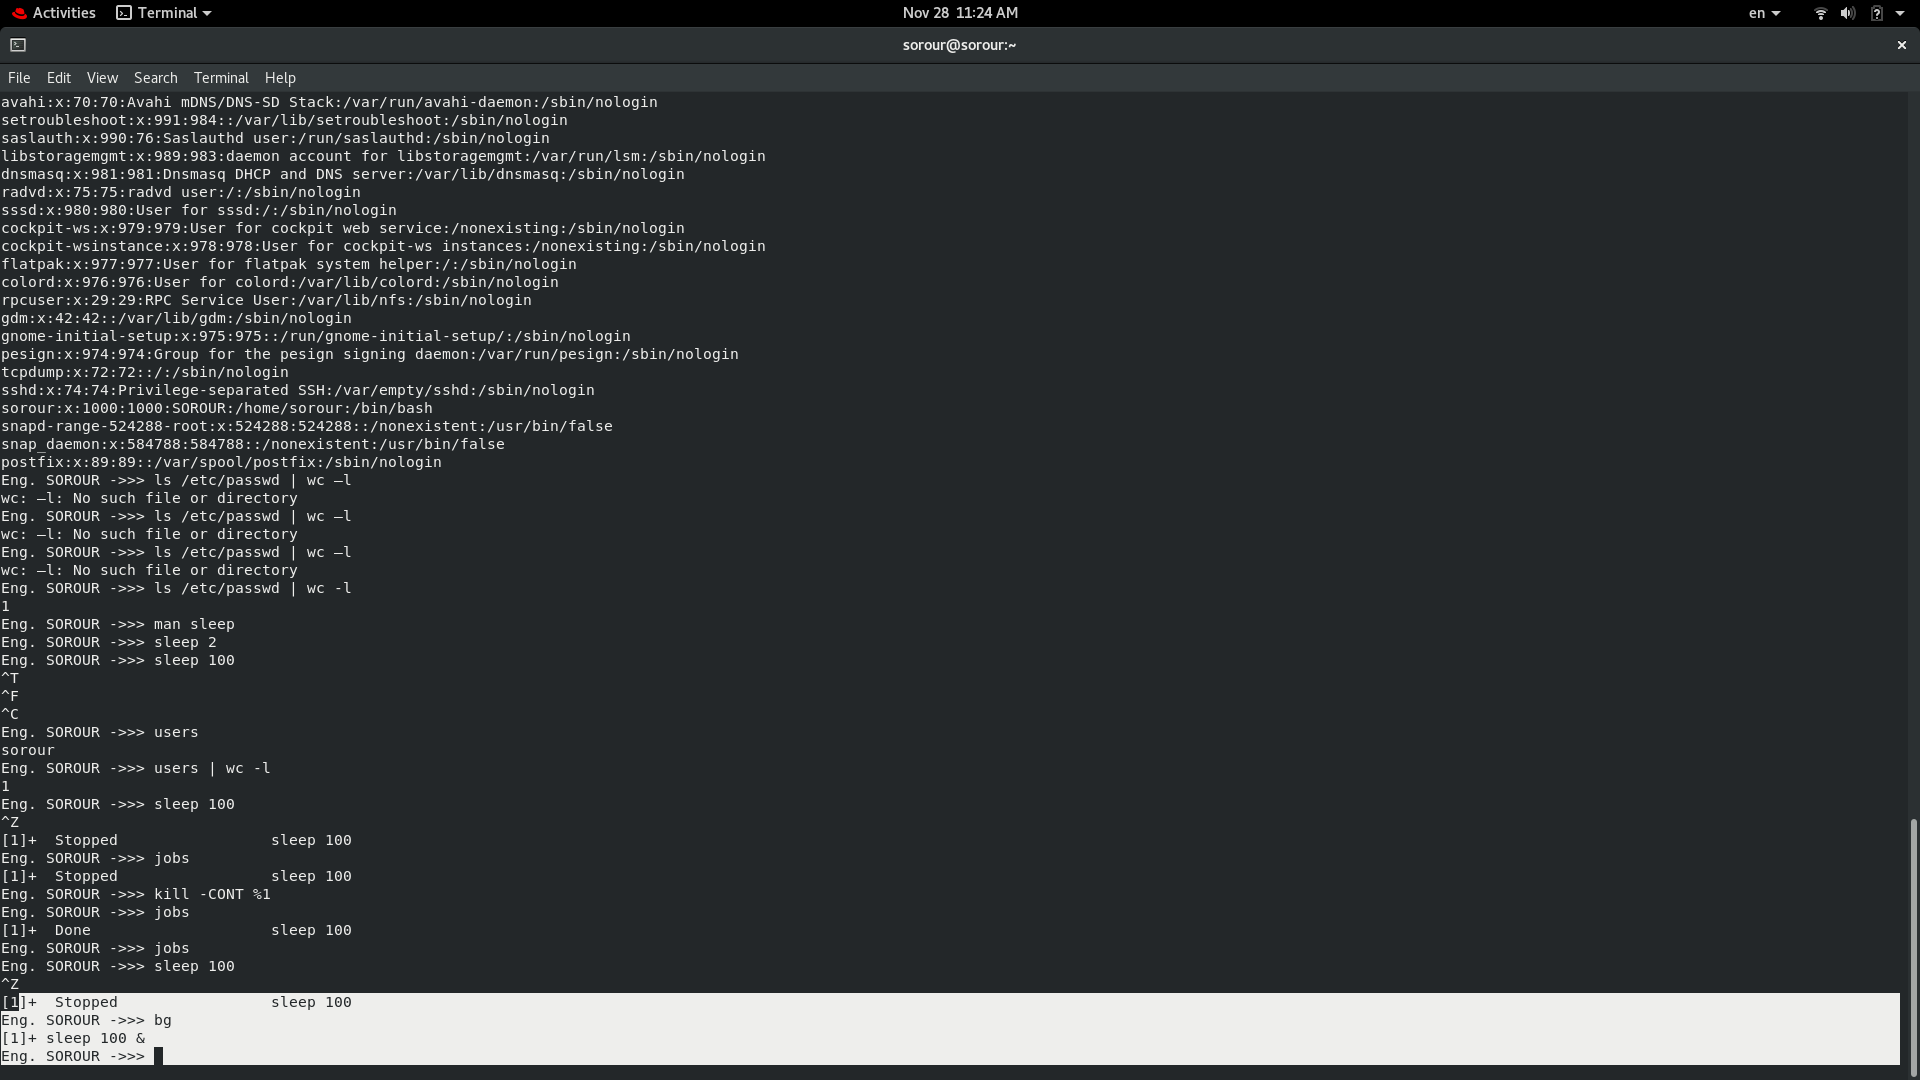 Activities Terminal Nov 28 11:24 AM en
sorour@sorour:~
File Edit View Search Terminal Help
avahi:x:70:70:Avahi mDNS/DNS-SD Stack:/var/run/avahi-daemon:/sbin/nologin
setroubleshoot:x:991:984::/var/lib/setroubleshoot:/sbin/nologin
saslauth:x:990:76:Saslauthd user:/run/saslauthd:/sbin/nologin
libstoragemgmt:x:989:983:daemon account for libstoragemgmt:/var/run/lsm:/sbin/nologin
dnsmasq:x:981:981:Dnsmasq DHCP and DNS server:/var/lib/dnsmasq:/sbin/nologin
radvd:x:75:75:radvd user:/:/sbin/nologin
sssd:x:980:980:User for sssd:/:/sbin/nologin
cockpit-ws:x:979:979:User for cockpit web service:/nonexisting:/sbin/nologin
cockpit-wsinstance:x:978:978:User for cockpit-ws instances:/nonexisting:/sbin/nologin
flatpak:x:977:977:User for flatpak system helper:/:/sbin/nologin
colord:x:976:976:User for colord:/var/lib/colord:/sbin/nologin
rpcuser:x:29:29:RPC Service User:/var/lib/nfs:/sbin/nologin
gdm:x:42:42::/var/lib/gdm:/sbin/nologin
gnome-initial-setup:x:975:975::/run/gnome-initial-setup/:/sbin/nologin
pesign:x:974:974:Group for the pesign signing daemon:/var/run/pesign:/sbin/nologin
tcpdump:x:72:72::/:/sbin/nologin
sshd:x:74:74:Privilege-separated SSH:/var/empty/sshd:/sbin/nologin
sorour:x:1000:1000:SOROUR:/home/sorour:/bin/bash
snapd-range-524288-root:x:524288:524288::/nonexistent:/usr/bin/false
snap_daemon:x:584788:584788::/nonexistent:/usr/bin/false
postfix:x:89:89::/var/spool/postfix:/sbin/nologin
Eng. SOROUR ->>> ls /etc/passwd | wc –l
wc: –l: No such file or directory
Eng. SOROUR ->>> ls /etc/passwd | wc –l
wc: –l: No such file or directory
Eng. SOROUR ->>> ls /etc/passwd | wc –l
wc: –l: No such file or directory
Eng. SOROUR ->>> ls /etc/passwd | wc -l
1
Eng. SOROUR ->>> man sleep
Eng. SOROUR ->>> sleep 2
Eng. SOROUR ->>> sleep 100
^T
^F
^C
Eng. SOROUR ->>> users
sorour
Eng. SOROUR ->>> users | wc -l
1
Eng. SOROUR ->>> sleep 100
^Z
[1]+  Stopped                 sleep 100
Eng. SOROUR ->>> jobs
[1]+  Stopped                 sleep 100
Eng. SOROUR ->>> kill -CONT %1
Eng. SOROUR ->>> jobs
[1]+  Done                    sleep 100
Eng. SOROUR ->>> jobs
Eng. SOROUR ->>> sleep 100
^Z
[1]+  Stopped                 sleep 100
Eng. SOROUR ->>> bg
[1]+ sleep 100 &
Eng. SOROUR ->>>